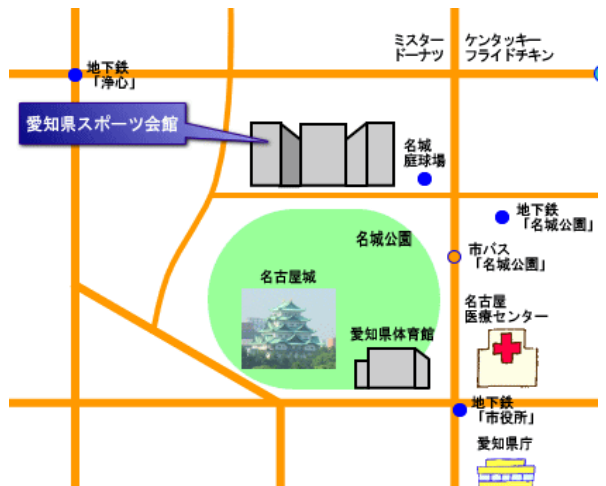 ミスター
ドーナツ
ケンタッキー
フライドチキン
地下鉄
「浄心」
愛知県スポーツ会館
名城
庭球場
地下鉄
「名城公園」
名城公園
市バス
「名城公園」
名古屋城
名古屋
医療センター
愛知県体育館
地下鉄
「市役所」
愛知県庁